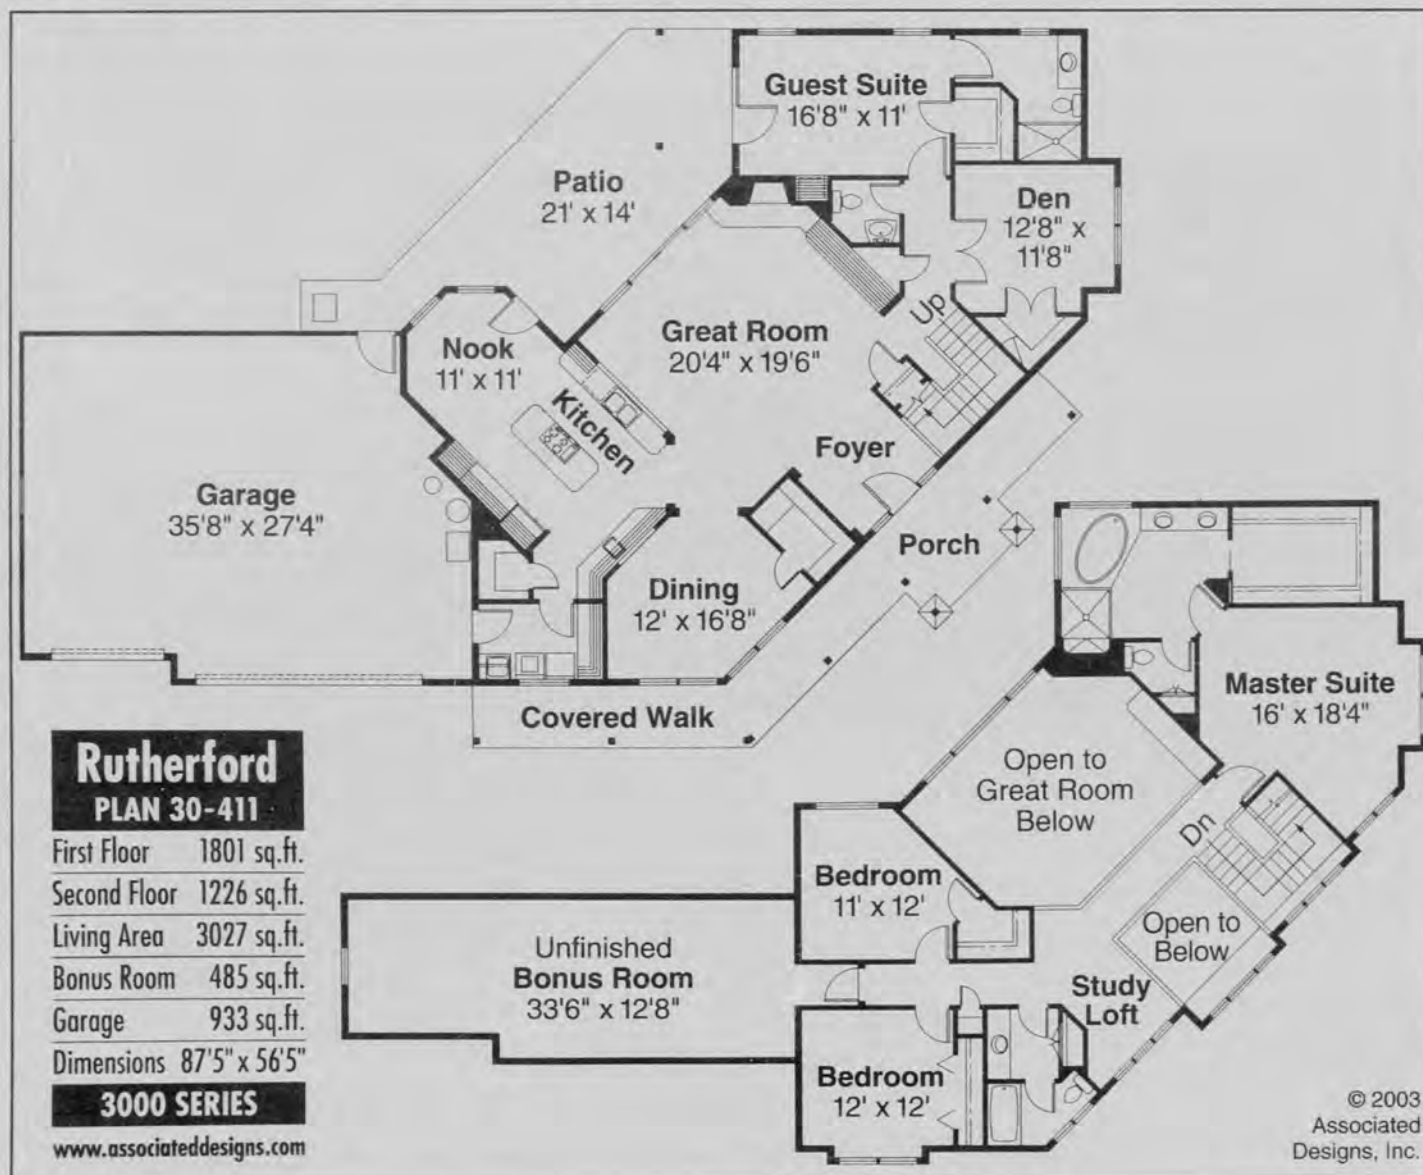 Guest Suite
16'8" x 11'
Patio
21' x 14'
Den
12'8" x
11'8"
Up
Great Room
20'4" x 19'6"
Nook
11' x 11'
Kitchen
Foyer
Garage
35'8" x 27'4"
Porch
Dining
12' x 16'8"
Covered Walk
Master Suite
16' x 18'4"
Open to
Great Room
Below
Dn
Bedroom
11' x 12'
Open to
Below
Unfinished
Bonus Room
33'6" x 12'8"
Study
Loft
Bedroom
12' x 12'
Rutherford
PLAN 30-411
First Floor 1801 sq.ft.
Second Floor 1226 sq.ft.
Living Area 3027 sq.ft.
Bonus Room 485 sq.ft.
Garage 933 sq.ft.
Dimensions 87'5" x 56'5"
3000 SERIES
www.associateddesigns.com
© 2003
Associated
Designs, Inc.